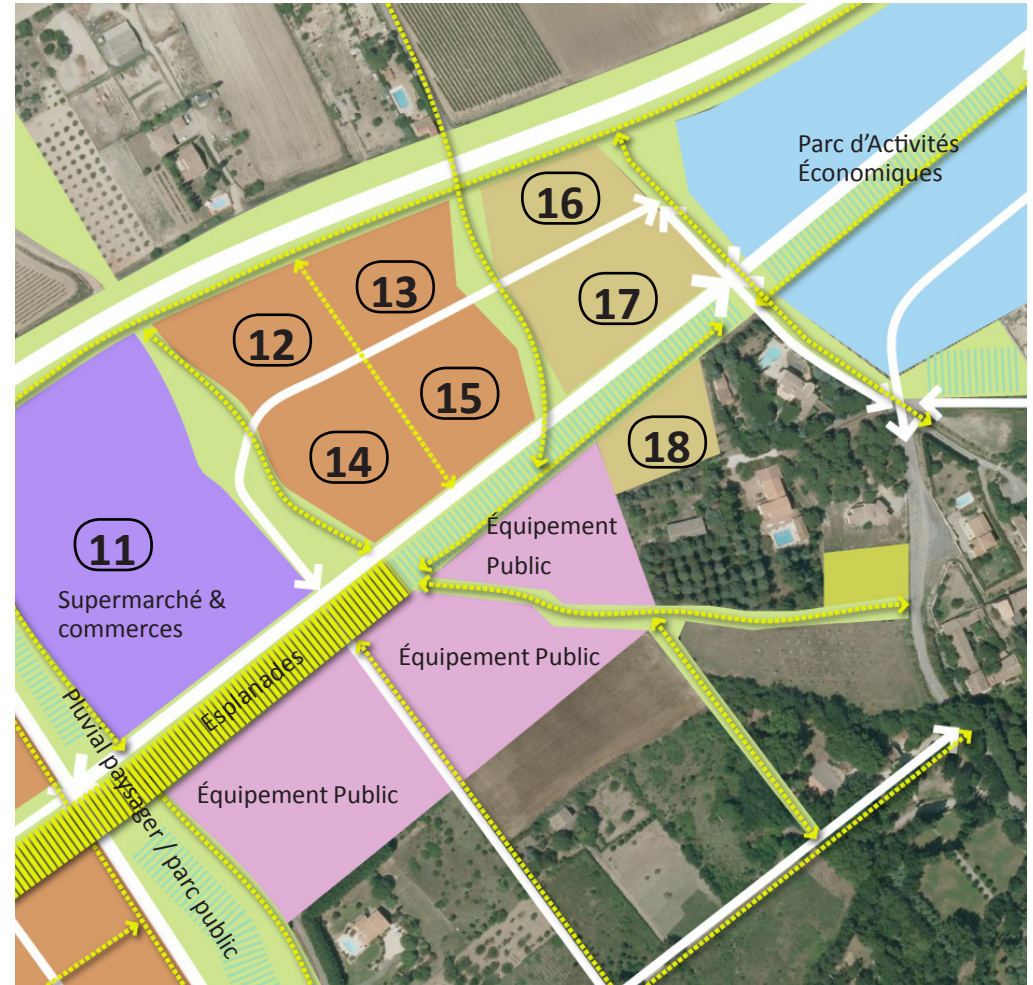 Parc d'Activités
Économiques
16
13
17
12
15
18
14
11
Équipement
Public
Supermarché &
commerces
Équipement Public
Esplanades
Pluvial paysager / parc public
Équipement Public